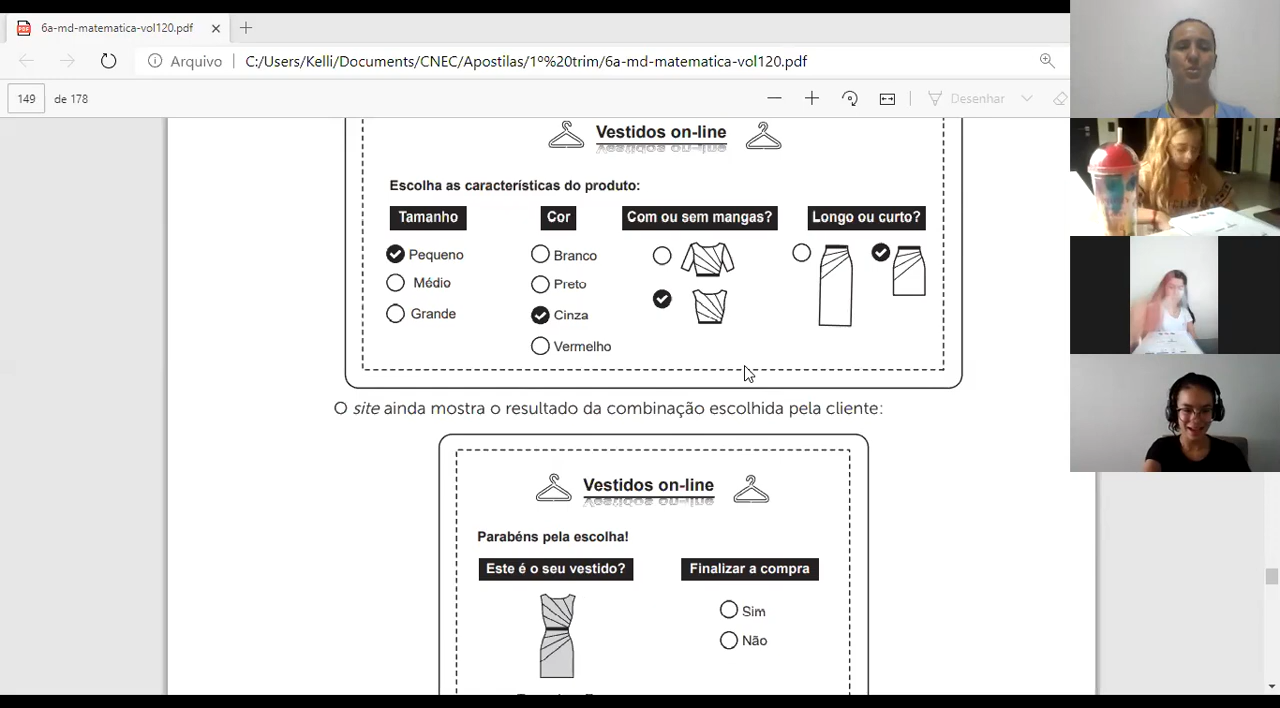 6a-md-matematica-vol120.pdf
Arquivo C:/Users/Kelli/Documents/CNEC/Apostilas/1º%20trim/6a-md-matematica-vol120.pdf
149 de 178 Desenhar
Vestidos on-line
Escolha as características do produto:
Tamanho Cor Com ou sem mangas? Longo ou curto?
Pequeno Branco
Médio Preto
Grande Cinza
Vermelho
O site ainda mostra o resultado da combinação escolhida pela cliente:
Vestidos on-line
Parabéns pela escolha!
Este é o seu vestido? Finalizar a compra
Sim
Não